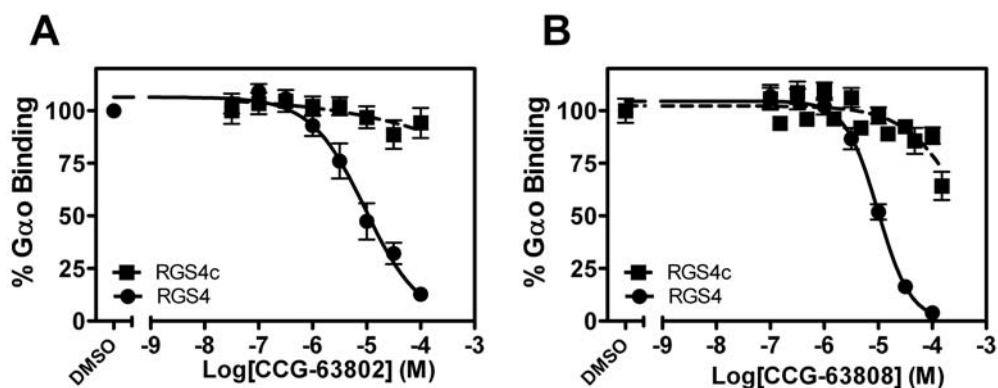 A
% Gαo Binding
100
75
50
25
0
RGS4c
RGS4
DMSO
-9 -8 -7 -6 -5 -4 -3
Log[CCG-63802] (M)
B
% Gαo Binding
100
75
50
25
0
RGS4c
RGS4
DMSO
-9 -8 -7 -6 -5 -4 -3
Log[CCG-63808] (M)